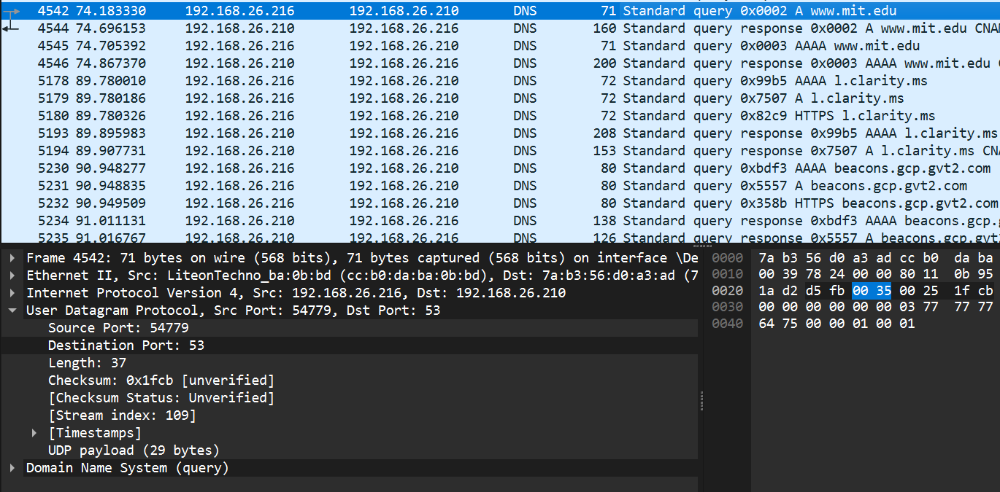 4542 74.183330 192.168.26.216 192.168.26.210 DNS 71 Standard query 0x0002 A www.mit.edu
4544 74.696153 192.168.26.210 192.168.26.216 DNS 160 Standard query response 0x0002 A www.mit.edu CNAM
4545 74.705392 192.168.26.216 192.168.26.210 DNS 71 Standard query 0x0003 AAAA www.mit.edu
4546 74.867370 192.168.26.210 192.168.26.216 DNS 200 Standard query response 0x0003 AAAA www.mit.edu
5178 89.780010 192.168.26.216 192.168.26.210 DNS 72 Standard query 0x99b5 AAAA l.clarity.ms
5179 89.780186 192.168.26.216 192.168.26.210 DNS 72 Standard query 0x7507 A l.clarity.ms
5180 89.780326 192.168.26.216 192.168.26.210 DNS 72 Standard query 0x82c9 HTTPS l.clarity.ms
5193 89.895983 192.168.26.210 192.168.26.216 DNS 208 Standard query response 0x99b5 AAAA l.clarity.ms
5194 89.907731 192.168.26.210 192.168.26.216 DNS 153 Standard query response 0x7507 A l.clarity.ms CN
5230 90.948277 192.168.26.216 192.168.26.210 DNS 80 Standard query 0xbdf3 AAAA beacons.gcp.gvt2.com
5231 90.948835 192.168.26.216 192.168.26.210 DNS 80 Standard query 0x5557 A beacons.gcp.gvt2.com
5232 90.949509 192.168.26.216 192.168.26.210 DNS 80 Standard query 0x358b HTTPS beacons.gcp.gvt2.com
5234 91.011131 192.168.26.210 192.168.26.216 DNS 138 Standard query response 0xbdf3 AAAA beacons.gcp.
5235 91.016767 192.168.26.210 192.168.26.216 DNS 126 Standard query response 0x5557 A beacons.gcp.gvt2
Frame 4542: 71 bytes on wire (568 bits), 71 bytes captured (568 bits) on interface \De
Ethernet II, Src: LiteonTechno_ba:0b:bd (cc:b0:da:ba:0b:bd), Dst: 7a:b3:56:d0:a3:ad (7
Internet Protocol Version 4, Src: 192.168.26.216, Dst: 192.168.26.210
User Datagram Protocol, Src Port: 54779, Dst Port: 53
Source Port: 54779
Destination Port: 53
Length: 37
Checksum: 0x1fcb [unverified]
[Checksum Status: Unverified]
[Stream index: 109]
[Timestamps]
UDP payload (29 bytes)
Domain Name System (query)
0000 7a b3 56 d0 a3 ad cc b0 da ba
0010 00 39 78 24 00 00 80 11 0b 95
0020 1a d2 d5 fb 00 35 00 25 1f cb
0030 00 00 00 00 00 00 03 77 77 77
0040 64 75 00 00 01 00 01